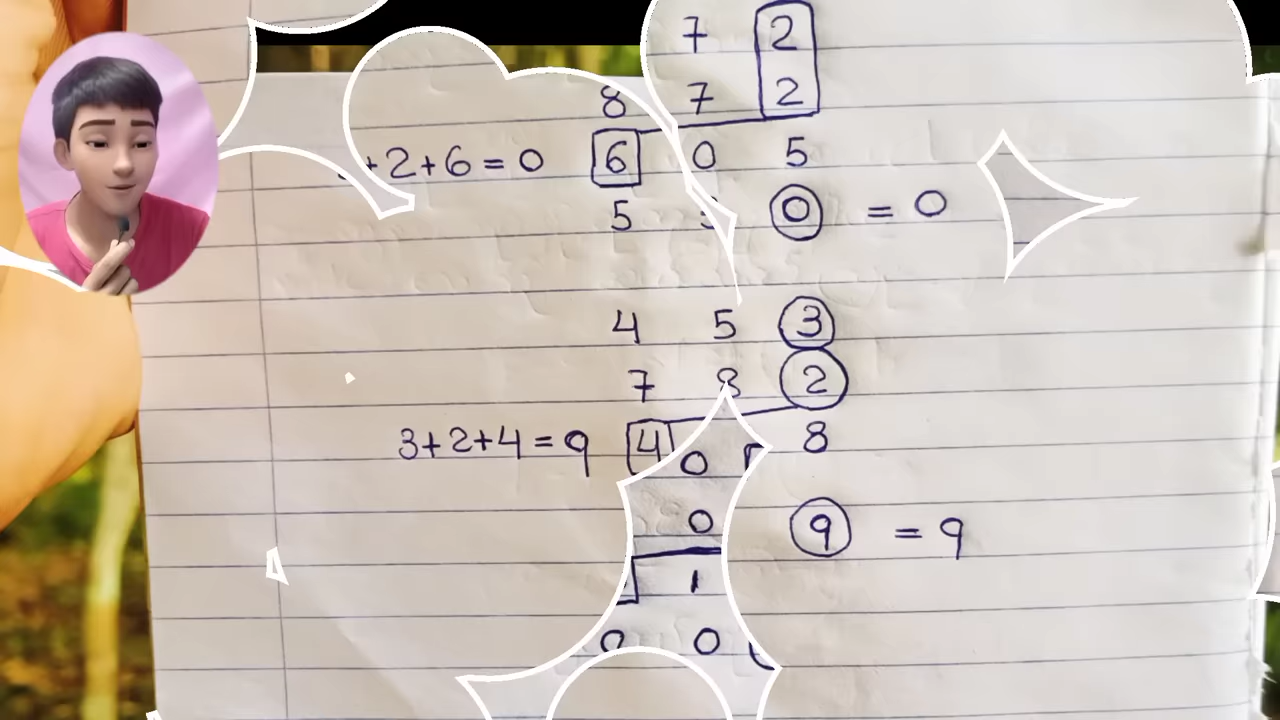 7 2
8 7 2
+2+6=0 6 0 5
5 0 = 0
4 5 3
7 8 2
3+2+4=9 4 0 8
0 9 = 9
1
0 0